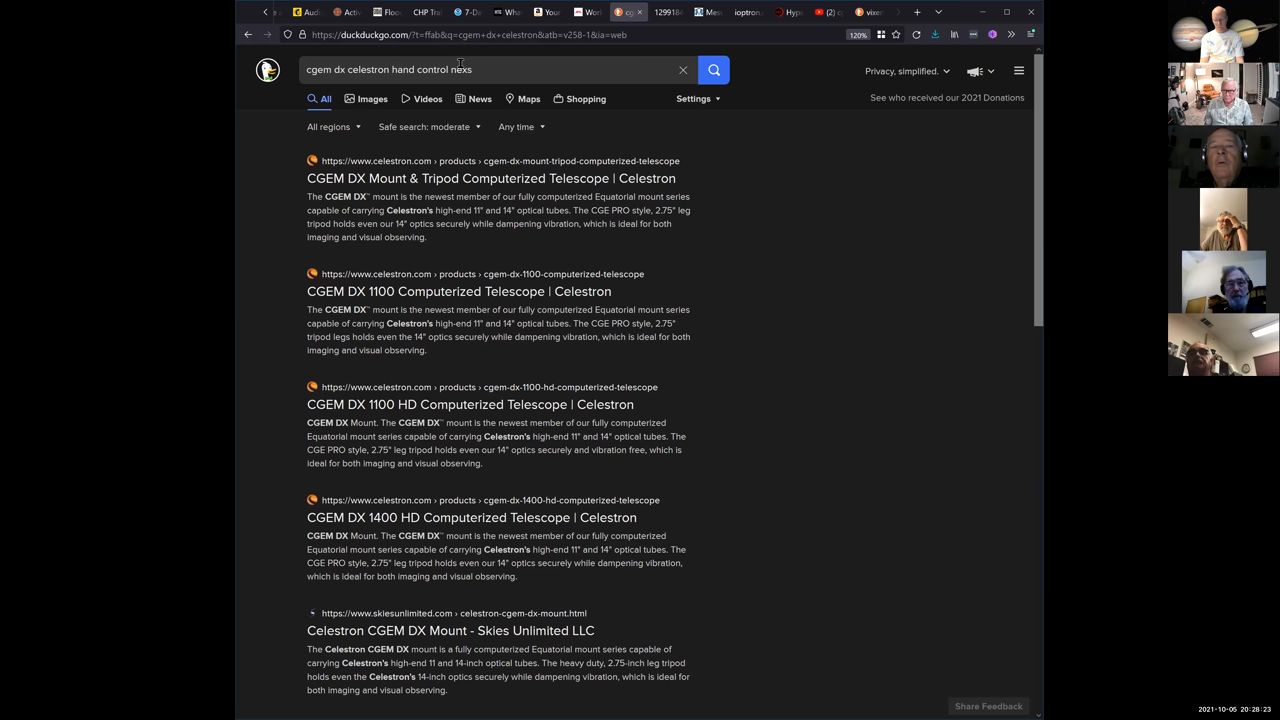 Audi
Activ
Floo
CHP Tra
7-Da
Wha
Your
Worl
cg
129918
Mes
ioptron.
Hype
(2) c
vixen
https://duckduckgo.com/?t=ffab&q=cgem+dx+celestron&atb=v258-1&ia=web
120%
cgem dx celestron hand control nexs
Privacy, simplified.
All
Images
Videos
News
Maps
Shopping
Settings
See who received our 2021 Donations
All regions
Safe search: moderate
Any time
https://www.celestron.com › products › cgem-dx-mount-tripod-computerized-telescope
CGEM DX Mount & Tripod Computerized Telescope | Celestron
The CGEM DX™ mount is the newest member of our fully computerized Equatorial mount series
capable of carrying Celestron's high-end 11" and 14" optical tubes. The CGE PRO style, 2.75" leg
tripod holds even our 14" optics securely while dampening vibration, which is ideal for both
imaging and visual observing.
https://www.celestron.com › products › cgem-dx-1100-computerized-telescope
CGEM DX 1100 Computerized Telescope | Celestron
The CGEM DX™ mount is the newest member of our fully computerized Equatorial mount series
capable of carrying Celestron's high-end 11" and 14" optical tubes. The CGE PRO style, 2.75"
tripod legs holds even the 14" optics securely while dampening vibration, which is ideal for both
imaging and visual observing.
https://www.celestron.com › products › cgem-dx-1100-hd-computerized-telescope
CGEM DX 1100 HD Computerized Telescope | Celestron
CGEM DX Mount. The CGEM DX™ mount is the newest member of our fully computerized
Equatorial mount series capable of carrying Celestron's high-end 11" and 14" optical tubes. The
CGE PRO style, 2.75" leg tripod holds even our 14" optics securely and vibration free, which is
ideal for both imaging and visual observing.
https://www.celestron.com › products › cgem-dx-1400-hd-computerized-telescope
CGEM DX 1400 HD Computerized Telescope | Celestron
CGEM DX Mount. The CGEM DX™ mount is the newest member of our fully computerized
Equatorial mount series capable of carrying Celestron's high-end 11" and 14" optical tubes. The
CGE PRO style, 2.75" leg tripod holds even our 14" optics securely while dampening vibration,
which is ideal for both imaging and visual observing.
https://www.skiesunlimited.com › celestron-cgem-dx-mount.html
Celestron CGEM DX Mount - Skies Unlimited LLC
The Celestron CGEM DX mount is a fully computerized Equatorial mount series capable of
carrying Celestron's high-end 11 and 14-inch optical tubes. The heavy duty, 2.75-inch leg tripod
holds even the Celestron's 14-inch optics securely while dampening vibration, which is ideal for
both imaging and visual observing.
Share Feedback
2021-10-05 20:28:23